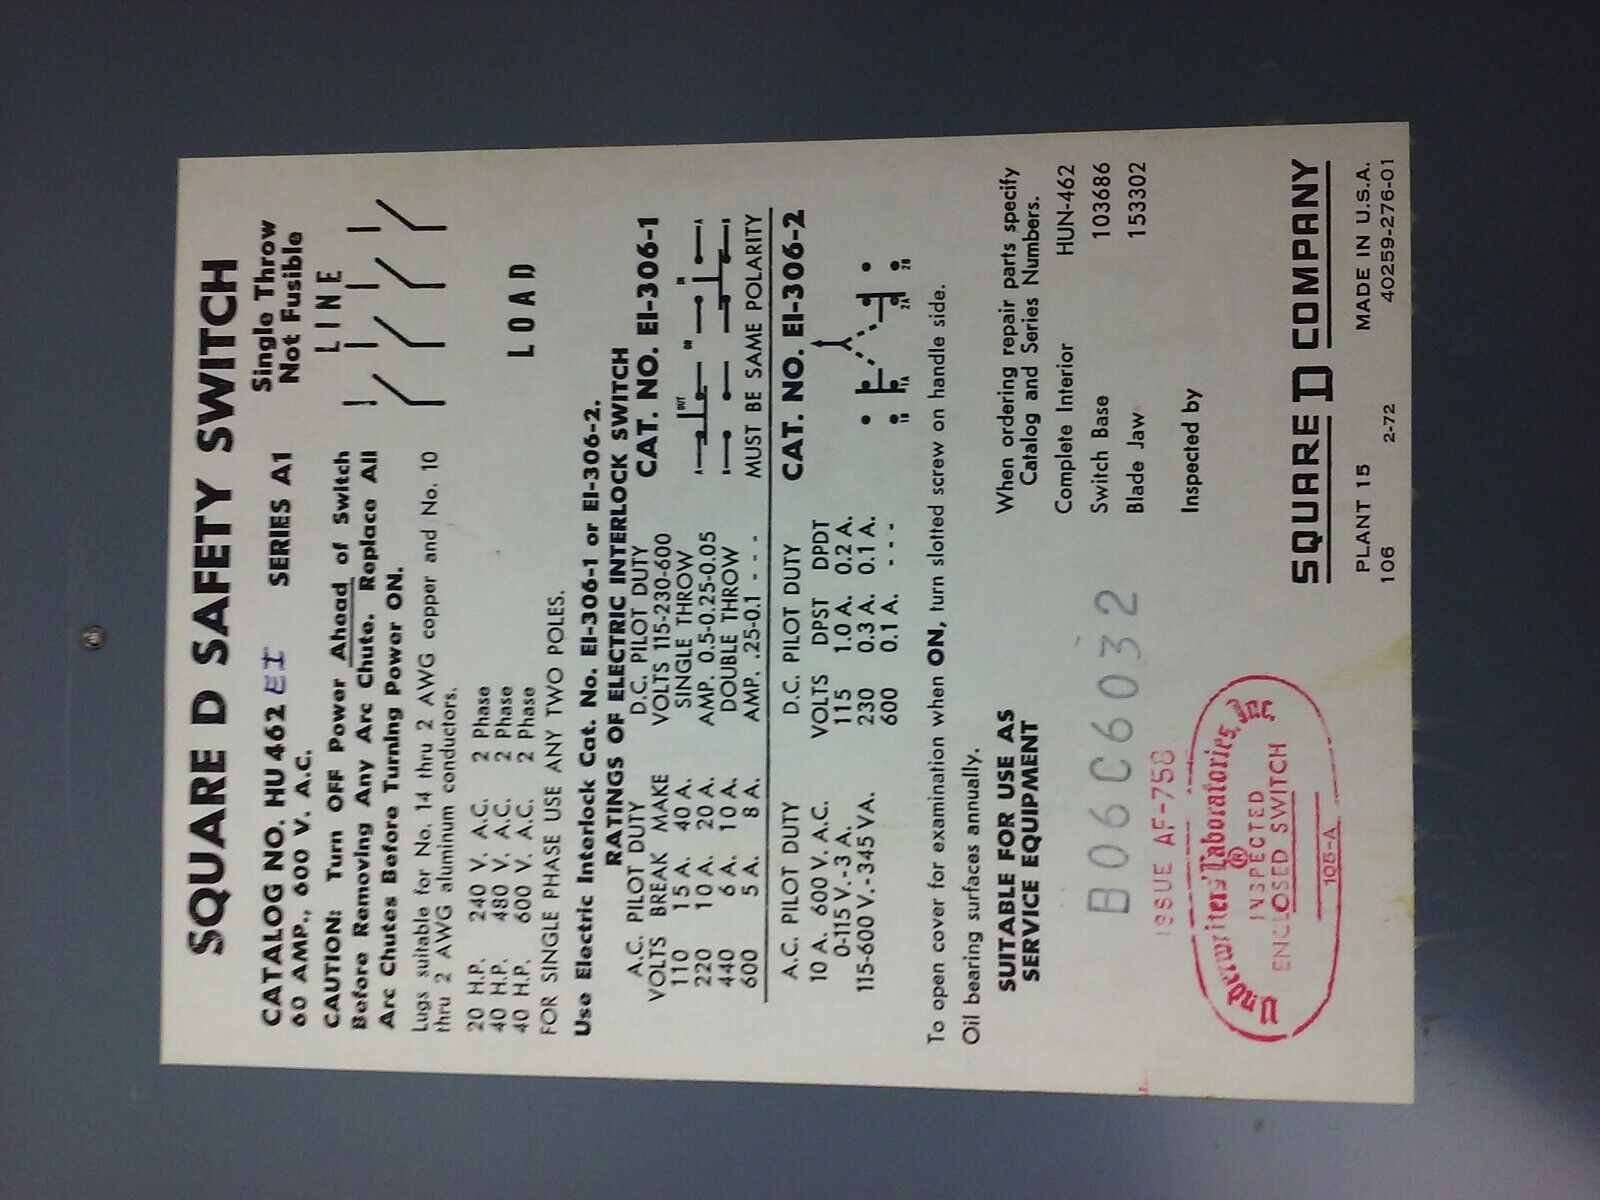 SQUARE D SAFETY SWITCH
CATALOG NO. HU462 EI SERIES A1
60 AMP., 600 V. A.C.
Single Throw
Not Fusible
CAUTION: Turn OFF Power Ahead of Switch
Before Removing Any Arc Chute. Replace All
Arc Chutes Before Turning Power ON.
LINE
LOAD
Lugs suitable for No. 14 thru 2 AWG copper and No. 10
thru 2 AWG aluminum conductors.
20 H.P. 240 V. A.C. 2 Phase
40 H.P. 480 V. A.C. 2 Phase
40 H.P. 600 V. A.C. 2 Phase
FOR SINGLE PHASE USE ANY TWO POLES.
Use Electric Interlock Cat. No. EI-306-1 or EI-306-2.
RATINGS OF ELECTRIC INTERLOCK SWITCH
A.C. PILOT DUTY
VOLTS BREAK MAKE
110 15 A. 40 A.
220 10 A. 20 A.
440 6 A. 10 A.
600 5 A. 8 A.
D.C. PILOT DUTY
VOLTS 115-230-600
SINGLE THROW
AMP. 0.5-0.25-0.05
DOUBLE THROW
AMP. .25-0.1 - - -
CAT. NO. EI-306-1
OUT
MUST BE SAME POLARITY
A.C. PILOT DUTY
10 A. 600 V. A.C.
0-115 V.-3 A.
115-600 V.-345 VA.
D.C. PILOT DUTY
VOLTS DPST DPDT
115 1.0 A. 0.2 A.
230 0.3 A. 0.1 A.
600 0.1 A. - - -
CAT. NO. EI-306-2
1B 1A 2A 2B
To open cover for examination when ON, turn slotted screw on handle side.
Oil bearing surfaces annually.
SUITABLE FOR USE AS
SERVICE EQUIPMENT
When ordering repair parts specify
Catalog and Series Numbers.
Complete Interior HUN-462
Switch Base 103686
Blade Jaw 153302
Inspected by
B06C6032
ISSUE AF-758
Underwriters' Laboratories, Inc.
®
INSPECTED
ENCLOSED SWITCH
105-A
SQUARE D COMPANY
PLANT 15 MADE IN U.S.A.
106 2-72 40259-276-01